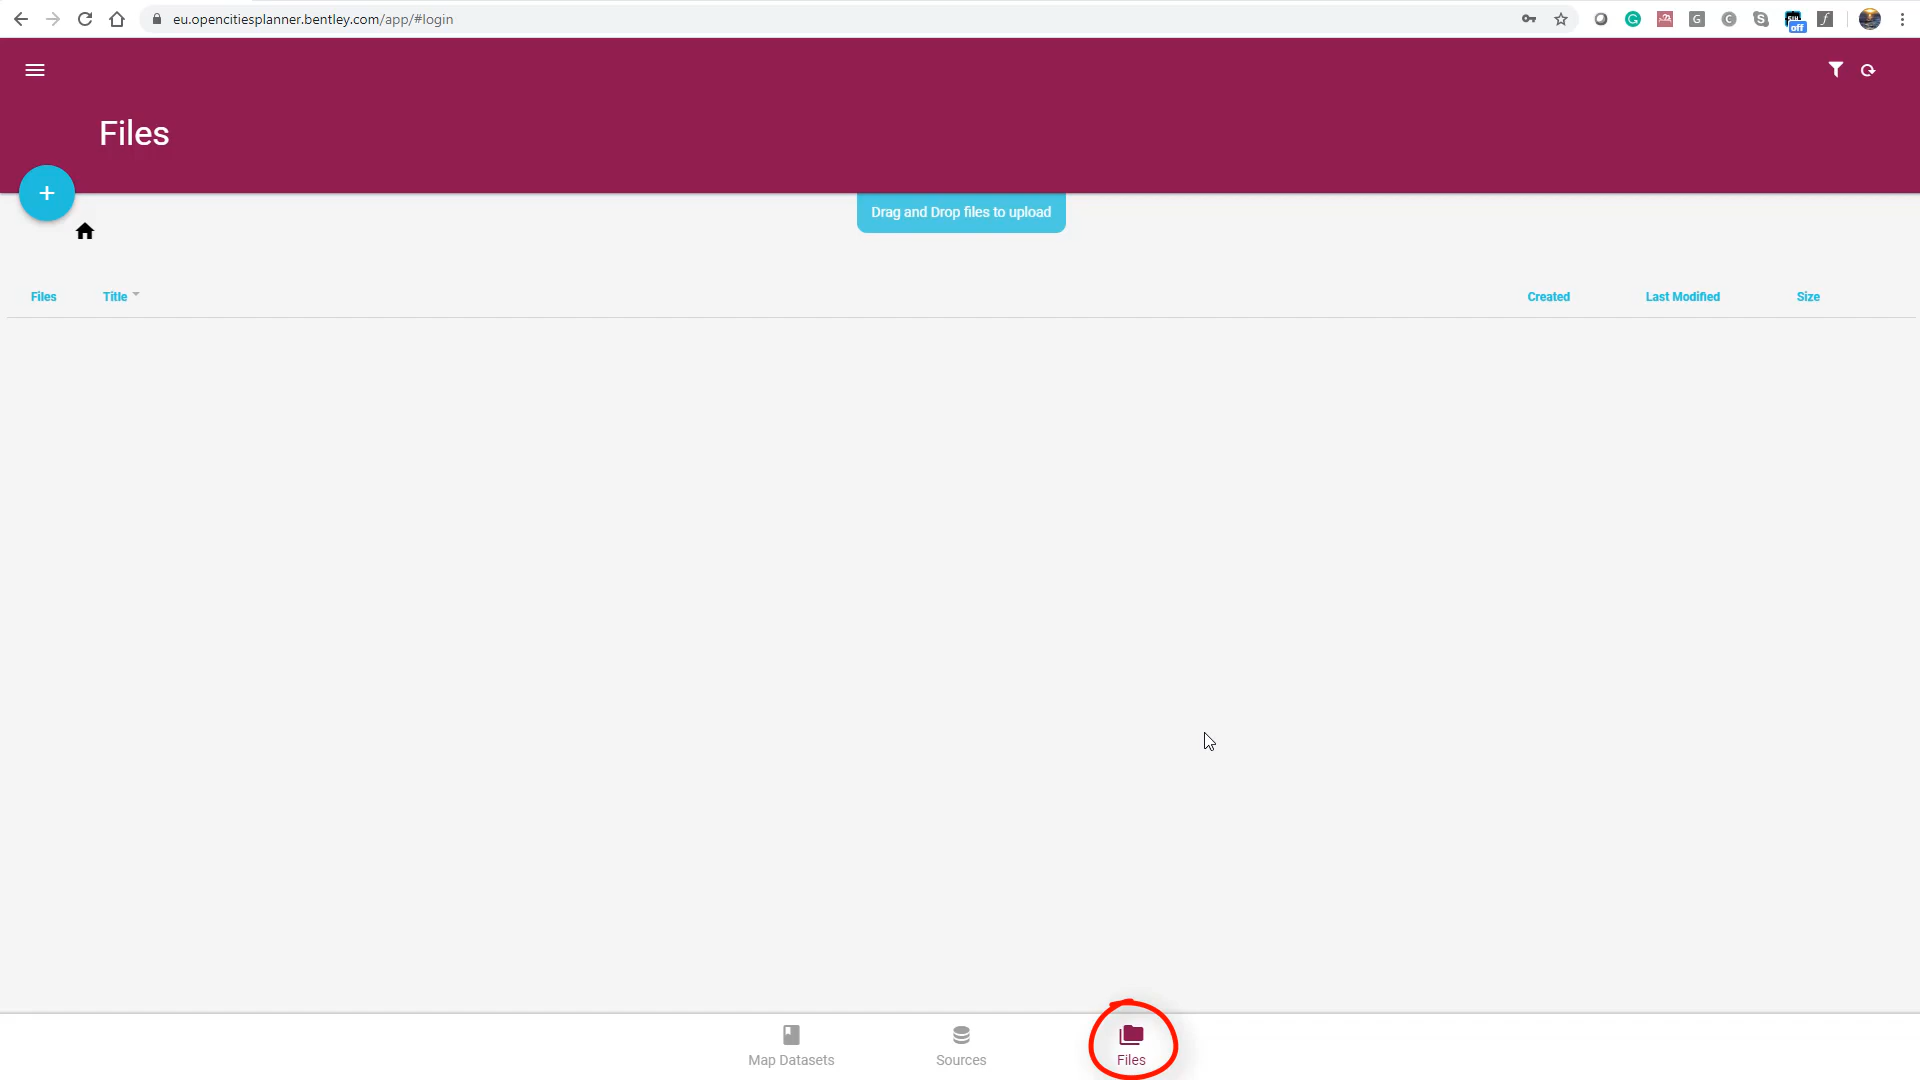 eu.opencitiesplanner.bentley.com/app/#login
off
Files
Drag and Drop files to upload
Files Title Created Last Modified Size
Map Datasets Sources Files